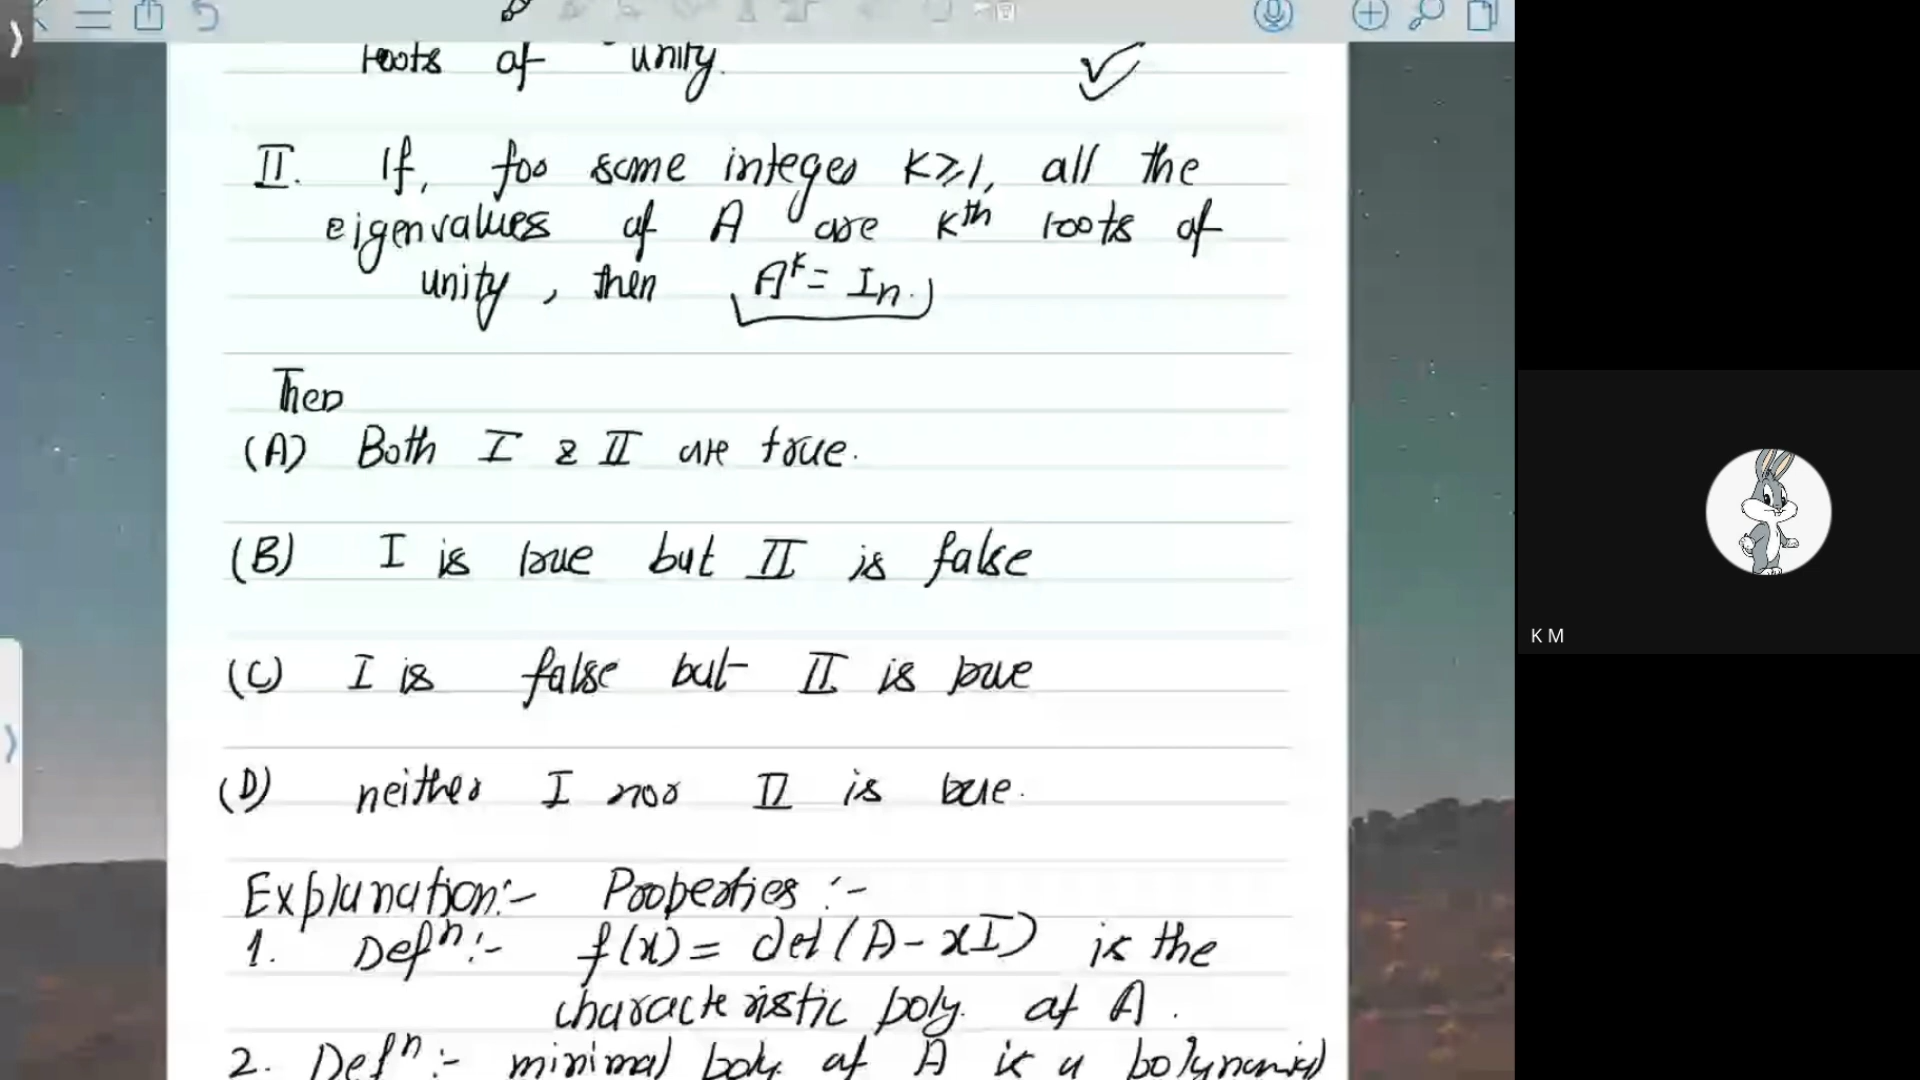 roots of unity.
II. If, for some integer K≥1, all the
eigenvalues of A are Kth roots of
unity, then A^K = In.
Then
(A) Both I & II are true.
(B) I is true but II is false
(C) I is false but II is true
(D) neither I nor II is true.
Explanation:- Properties :-
1. Defn:- f(x) = det(A-xI) is the
characteristic poly. of A.
2. Defn:- minimal poly. of A is a polynomial
K M